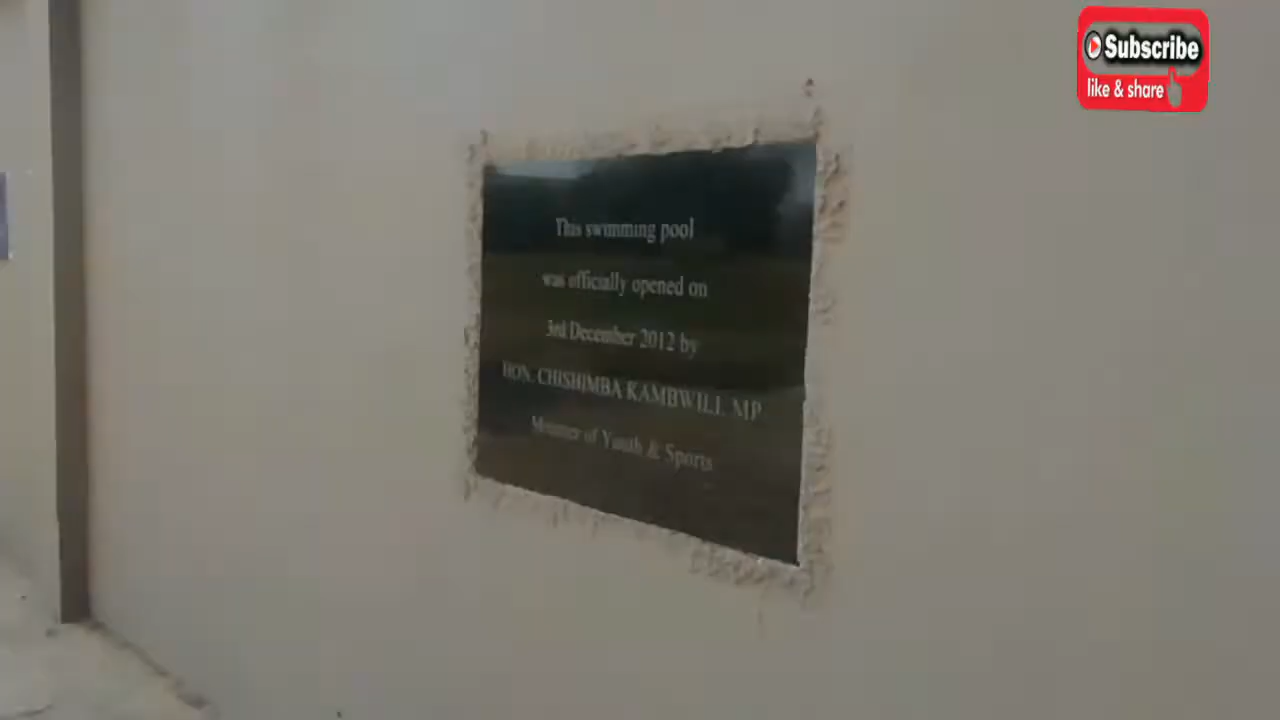 Subscribe
like & share
This swimming pool
was officially opened on
3rd December 2012 by
HON. CHISHIMBA KAMBWILI. MP
Minister of Youth & Sports